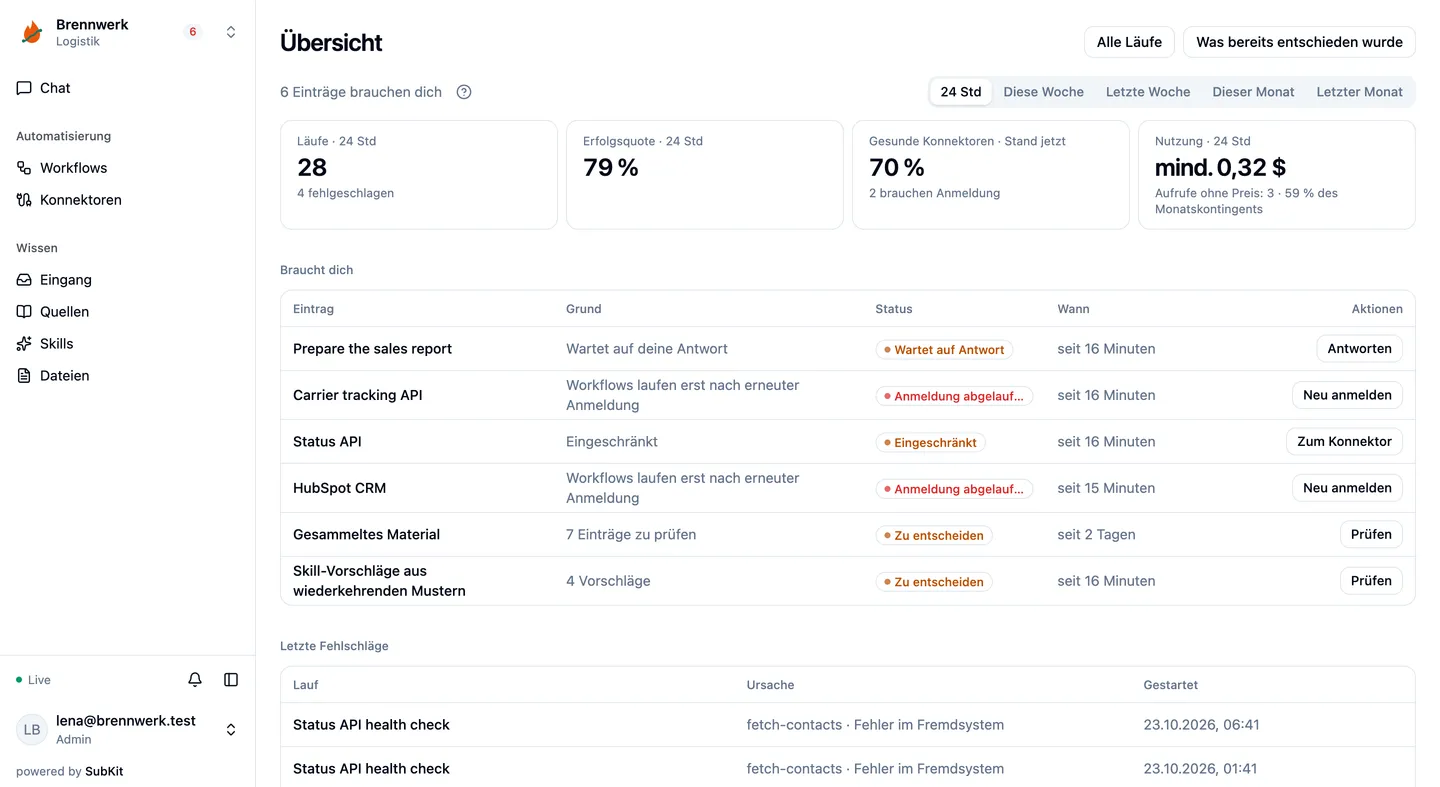 Brennwerk
Logistik
6
Chat
Automatisierung
Workflows
Konnektoren
Wissen
Eingang
Quellen
Skills
Dateien
Live
LB
lena@brennwerk.test
Admin
powered by SubKit
Übersicht
Alle Läufe
Was bereits entschieden wurde
6 Einträge brauchen dich
24 Std
Diese Woche
Letzte Woche
Dieser Monat
Letzter Monat
Läufe · 24 Std
28
4 fehlgeschlagen
Erfolgsquote · 24 Std
79 %
Gesunde Konnektoren · Stand jetzt
70 %
2 brauchen Anmeldung
Nutzung · 24 Std
mind. 0,32 $
Aufrufe ohne Preis: 3 · 59 % des
Monatskontingents
Braucht dich
Eintrag Grund Status Wann Aktionen
Prepare the sales report Wartet auf deine Antwort Wartet auf Antwort seit 16 Minuten Antworten
Carrier tracking API Workflows laufen erst nach erneuter
Anmeldung Anmeldung abgelauf... seit 16 Minuten Neu anmelden
Status API Eingeschränkt Eingeschränkt seit 16 Minuten Zum Konnektor
HubSpot CRM Workflows laufen erst nach erneuter
Anmeldung Anmeldung abgelauf... seit 15 Minuten Neu anmelden
Gesammeltes Material 7 Einträge zu prüfen Zu entscheiden seit 2 Tagen Prüfen
Skill-Vorschläge aus
wiederkehrenden Mustern 4 Vorschläge Zu entscheiden seit 16 Minuten Prüfen
Letzte Fehlschläge
Lauf Ursache Gestartet
Status API health check fetch-contacts · Fehler im Fremdsystem 23.10.2026, 06:41
Status API health check fetch-contacts · Fehler im Fremdsystem 23.10.2026, 01:41